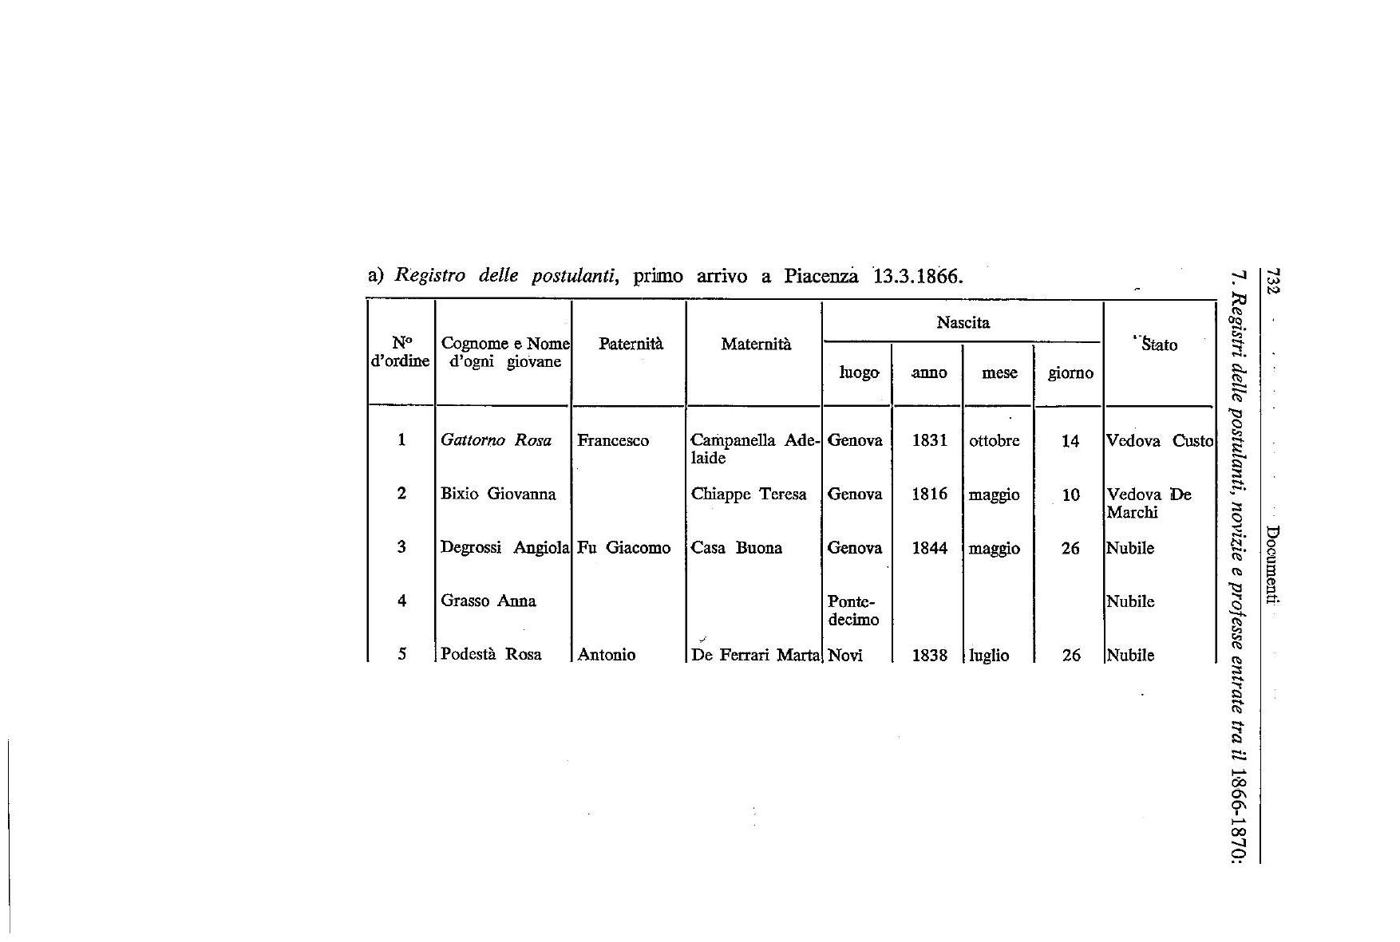 732 Documenti
7. Registri delle postulanti, novizie e professe entrate tra il 1866-1870:
a) Registro delle postulanti, primo arrivo a Piacenza 13.3.1866.
Nº d'ordine Cognome e Nome d'ogni giovane Paternità Maternità Nascita luogo anno mese giorno Stato
1 Gattorno Rosa Francesco Campanella Ade- Genova 1831 ottobre 14 Vedova Custo
laide
2 Bixio Giovanna Chiappe Teresa Genova 1816 maggio 10 Vedova De
Marchi
3 Degrossi Angiola Fu Giacomo Casa Buona Genova 1844 maggio 26 Nubile
4 Grasso Anna Ponte- Nubile
decimo
5 Podestà Rosa Antonio De Ferrari Marta Novi 1838 luglio 26 Nubile